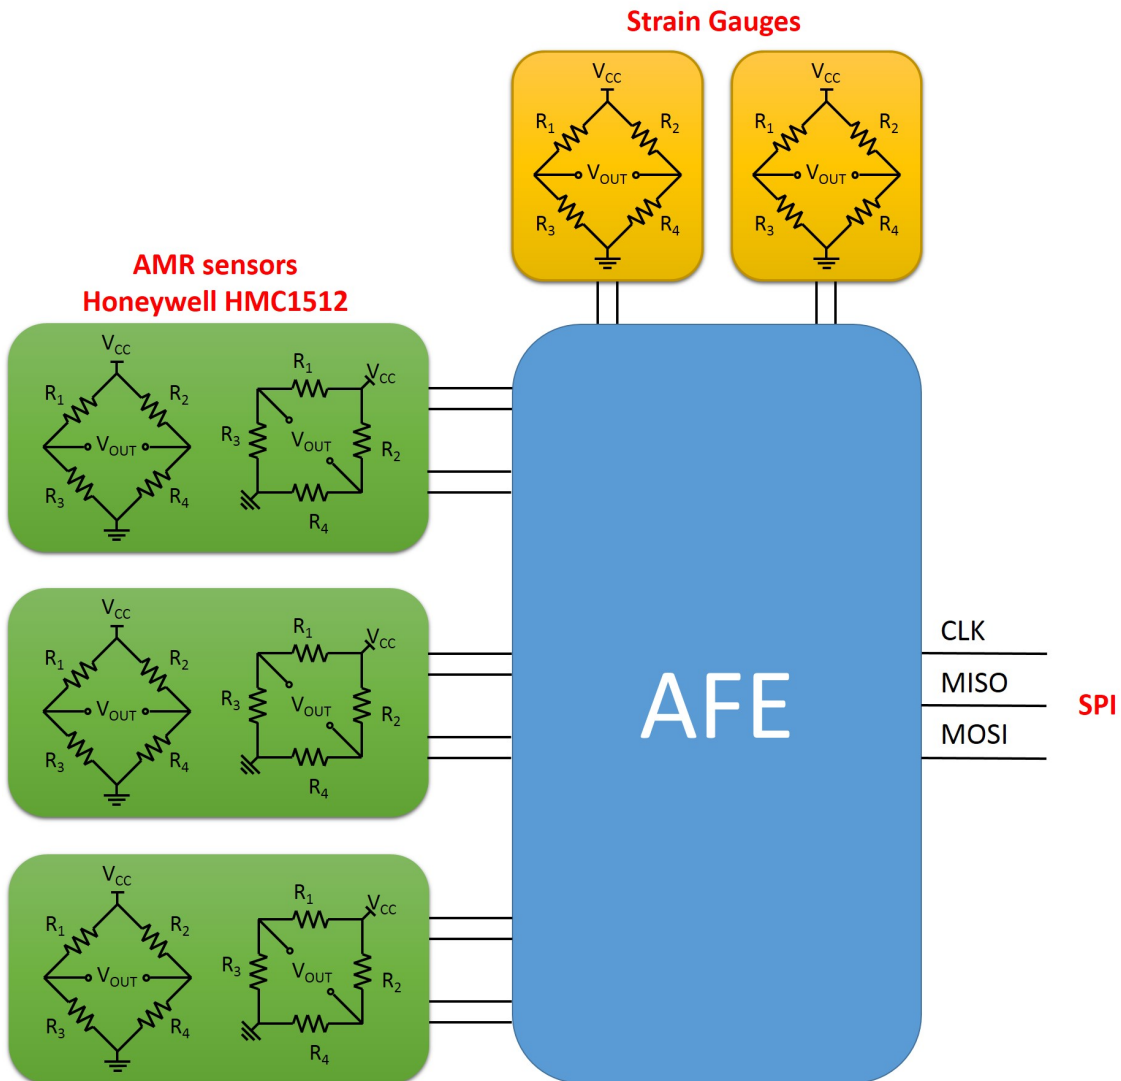 Strain Gauges
V_CC
R_1
R_2
V_OUT
R_3
R_4
V_CC
R_1
R_2
V_OUT
R_3
R_4
AMR sensors
Honeywell HMC1512
V_CC
R_1
R_2
V_OUT
R_3
R_4
R_1
V_CC
R_3
V_OUT
R_2
R_4
V_CC
R_1
R_2
V_OUT
R_3
R_4
R_1
V_CC
R_3
V_OUT
R_2
R_4
V_CC
R_1
R_2
V_OUT
R_3
R_4
R_1
V_CC
R_3
V_OUT
R_2
R_4
AFE
CLK
MISO
MOSI
SPI